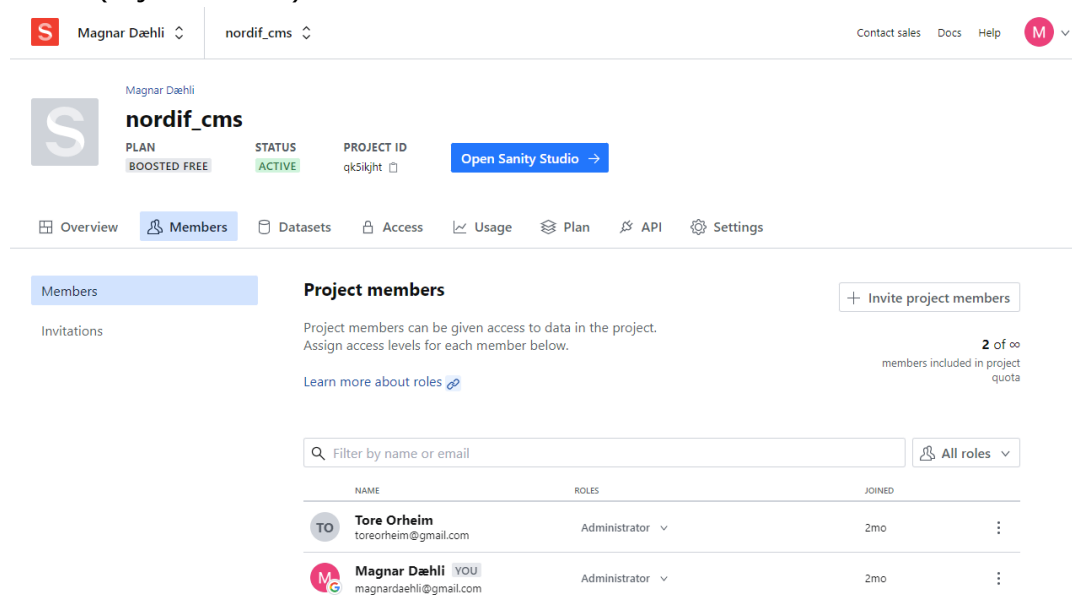 S Magnar Dæhli nordif_cms Contact sales Docs Help M
Magnar Dæhli
S
nordif_cms
PLAN STATUS PROJECT ID
BOOSTED FREE ACTIVE qk5ikjht
Open Sanity Studio →
Overview Members Datasets Access Usage Plan API Settings
Members
Invitations
Project members
+ Invite project members
Project members can be given access to data in the project.
Assign access levels for each member below.
2 of ∞
members included in project
quota
Learn more about roles
Filter by name or email
All roles
NAME ROLES JOINED
TO Tore Orheim Administrator 2mo
toreorheim@gmail.com
M G Magnar Dæhli YOU Administrator 2mo
magnardaehli@gmail.com